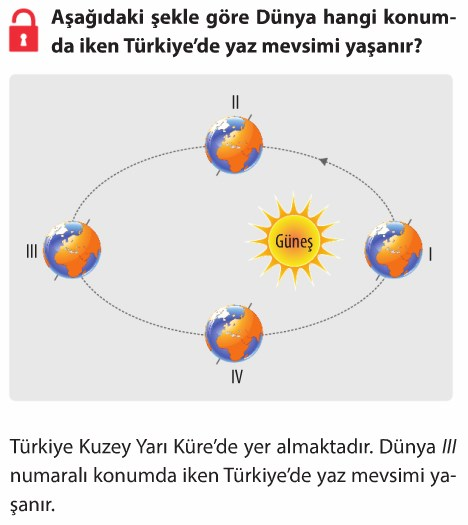 Aşağıdaki şekle göre Dünya hangi konum-
da iken Türkiye’de yaz mevsimi yaşanır?
II
Güneş
III
I
IV
Türkiye Kuzey Yarı Küre’de yer almaktadır. Dünya III
numaralı konumda iken Türkiye’de yaz mevsimi ya-
şanır.